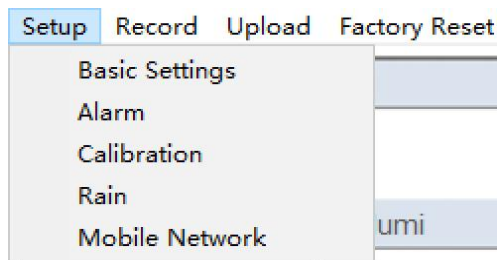 Setup Record Upload Factory Reset
Basic Settings
Alarm
Calibration
Rain
Mobile Network
umi